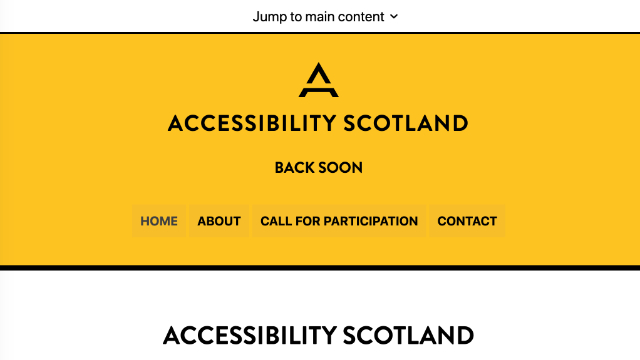 Jump to main content
ACCESSIBILITY SCOTLAND
BACK SOON
HOME ABOUT CALL FOR PARTICIPATION CONTACT
ACCESSIBILITY SCOTLAND